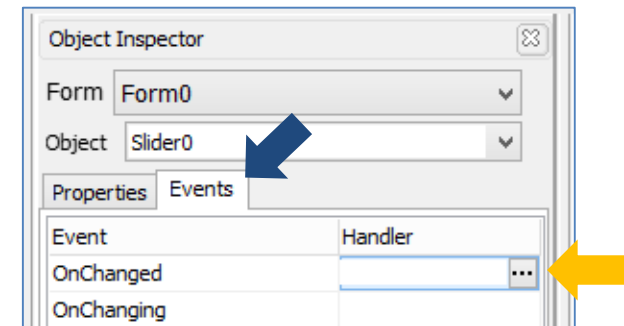 Object Inspector
Form Form0
Object Slider0
Properties Events
Event Handler
OnChanged ...
OnChanging